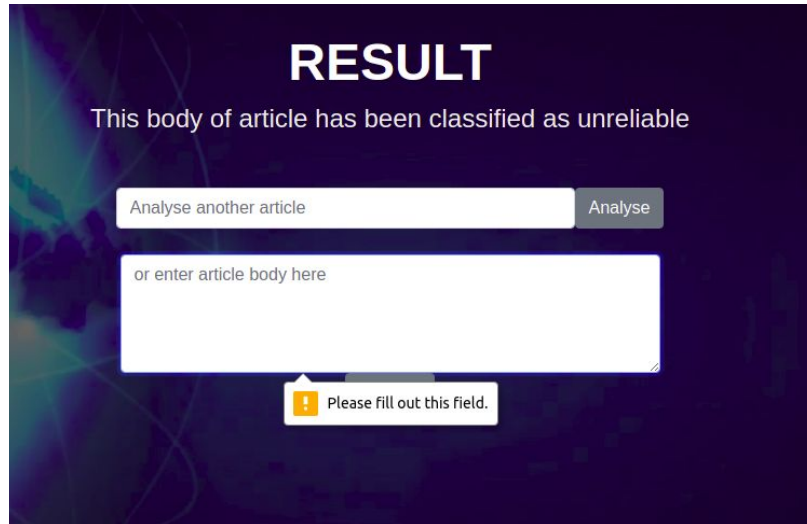 RESULT
This body of article has been classified as unreliable
Analyse another article
Analyse
or enter article body here
Please fill out this field.